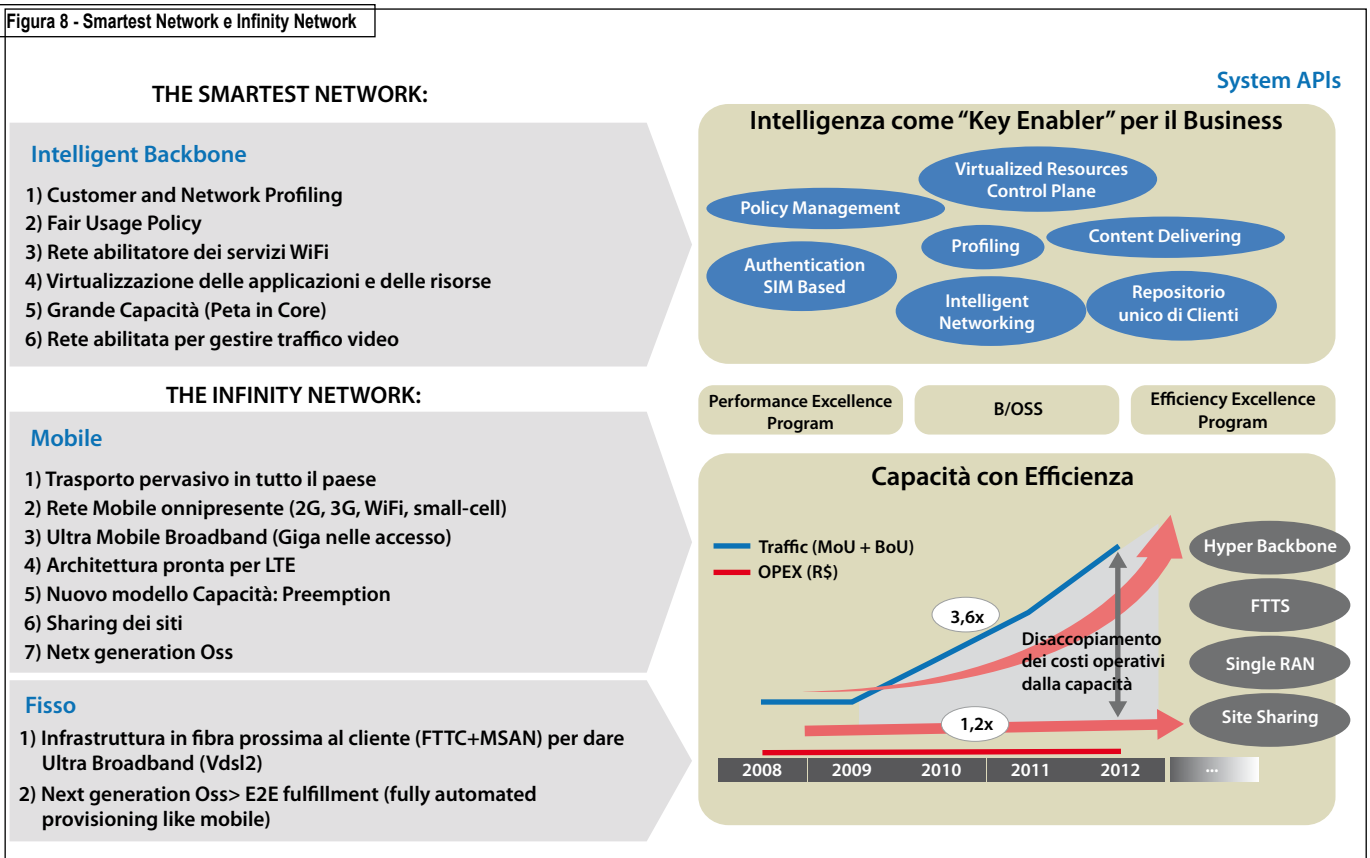 Figura 8 - Smartest Network e Infinity Network
THE SMARTEST NETWORK:
Intelligent Backbone
1) Customer and Network Profiling
2) Fair Usage Policy
3) Rete abilitatore dei servizi WiFi
4) Virtualizzazione delle applicazioni e delle risorse
5) Grande Capacità (Peta in Core)
6) Rete abilitata per gestire traffico video
THE INFINITY NETWORK:
Mobile
1) Trasporto pervasivo in tutto il paese
2) Rete Mobile onnipresente (2G, 3G, WiFi, small-cell)
3) Ultra Mobile Broadband (Giga nelle accesso)
4) Architettura pronta per LTE
5) Nuovo modello Capacità: Preemption
6) Sharing dei siti
7) Netx generation Oss
Fisso
1) Infrastruttura in fibra prossima al cliente (FTTC+MSAN) per dare
Ultra Broadband (Vdsl2)
2) Next generation Oss> E2E fulfillment (fully automated
provisioning like mobile)
System APIs
Intelligenza come "Key Enabler" per il Business
Virtualized Resources
Control Plane
Policy Management
Profiling
Content Delivering
Authentication
SIM Based
Intelligent
Networking
Repositorio
unico di Clienti
Performance Excellence
Program
B/OSS
Efficiency Excellence
Program
Capacità con Efficienza
Traffic (MoU + BoU)
OPEX (R$)
3,6x
Disaccopiamento
dei costi operativi
dalla capacità
1,2x
2008 2009 2010 2011 2012 ...
Hyper Backbone
FTTS
Single RAN
Site Sharing